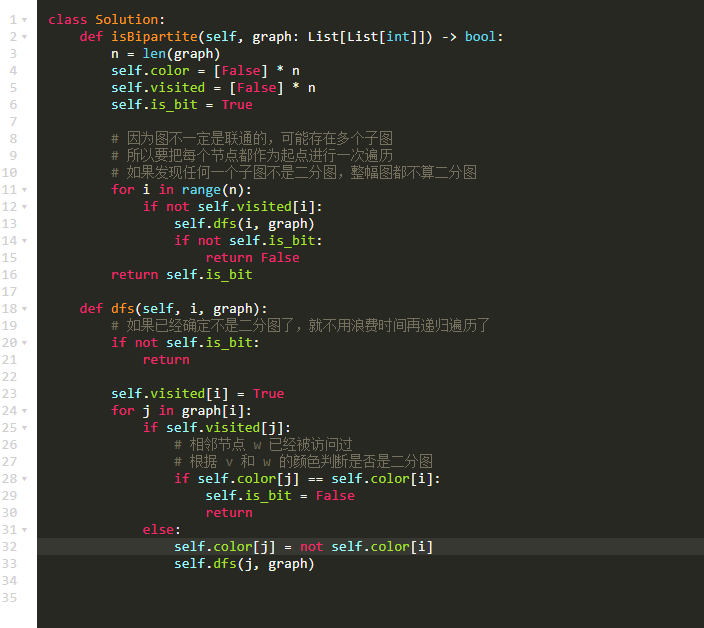 1 class Solution:
2     def isBipartite(self, graph: List[List[int]]) -> bool:
3         n = len(graph)
4         self.color = [False] * n
5         self.visited = [False] * n
6         self.is_bit = True
7
8         # 因为图不一定是联通的，可能存在多个子图
9         # 所以要把每个节点都作为起点进行一次遍历
10         # 如果发现任何一个子图不是二分图，整幅图都不算二分图
11         for i in range(n):
12             if not self.visited[i]:
13                 self.dfs(i, graph)
14                 if not self.is_bit:
15                     return False
16         return self.is_bit
17
18     def dfs(self, i, graph):
19         # 如果已经确定不是二分图了，就不用浪费时间再递归遍历了
20         if not self.is_bit:
21             return
22
23         self.visited[i] = True
24         for j in graph[i]:
25             if self.visited[j]:
26                 # 相邻节点 w 已经被访问过
27                 # 根据 v 和 w 的颜色判断是否是二分图
28                 if self.color[j] == self.color[i]:
29                     self.is_bit = False
30                     return
31             else:
32                 self.color[j] = not self.color[i]
33                 self.dfs(j, graph)
34
35